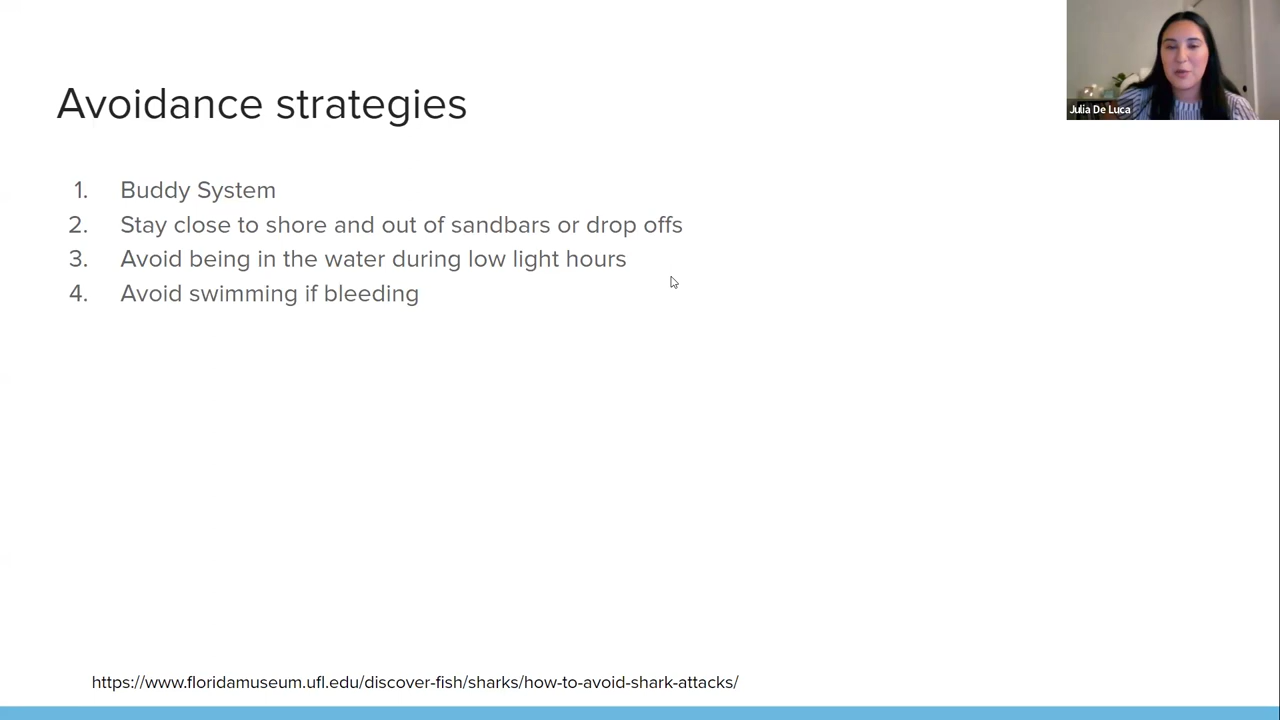 Avoidance strategies
1. Buddy System
2. Stay close to shore and out of sandbars or drop offs
3. Avoid being in the water during low light hours
4. Avoid swimming if bleeding
https://www.floridamuseum.ufl.edu/discover-fish/sharks/how-to-avoid-shark-attacks/
Julia De Luca